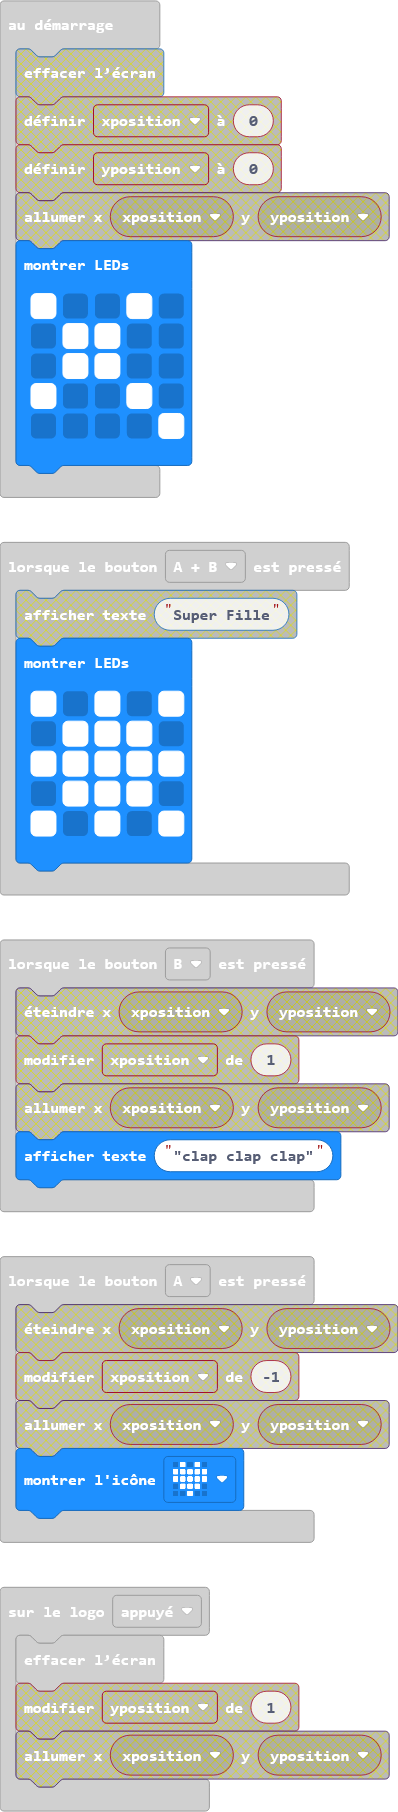 au démarrage
effacer l’écran
définir xposition à 0
définir yposition à 0
allumer x xposition y yposition
montrer LEDs
lorsque le bouton A + B est pressé
afficher texte "Super Fille"
montrer LEDs
lorsque le bouton B est pressé
éteindre x xposition y yposition
modifier xposition de 1
allumer x xposition y yposition
afficher texte ""clap clap clap""
lorsque le bouton A est pressé
éteindre x xposition y yposition
modifier xposition de -1
allumer x xposition y yposition
montrer l'icône
sur le logo appuyé
effacer l’écran
modifier yposition de 1
allumer x xposition y yposition